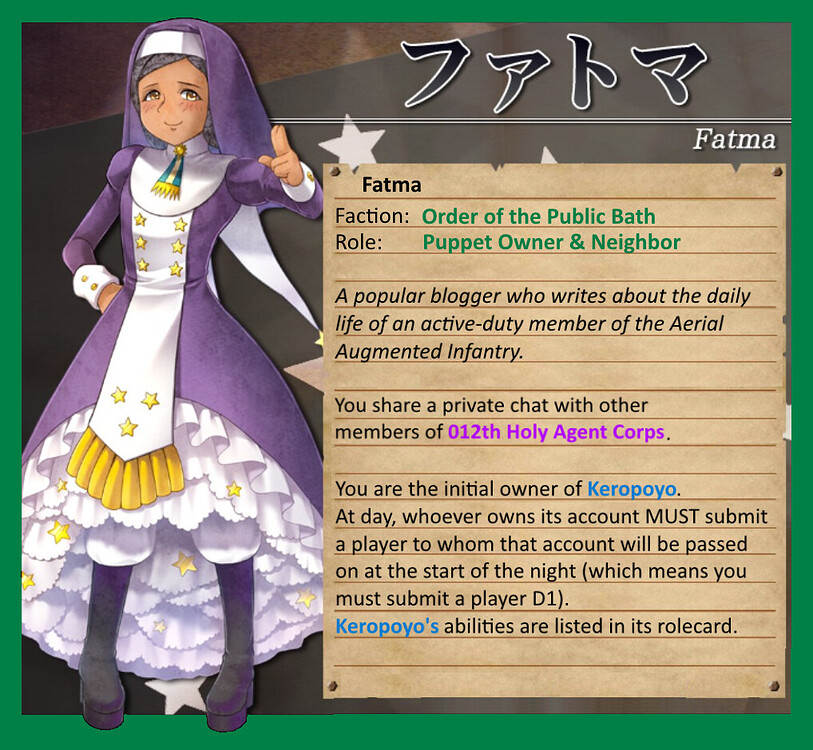 ファトマ
Fatma
Fatma
Faction: Order of the Public Bath
Role: Puppet Owner & Neighbor
A popular blogger who writes about the daily
life of an active-duty member of the Aerial
Augmented Infantry.
You share a private chat with other
members of 012th Holy Agent Corps.
You are the initial owner of Keropoyo.
At day, whoever owns its account MUST submit
a player to whom that account will be passed
on at the start of the night (which means you
must submit a player D1).
Keropoyo's abilities are listed in its rolecard.